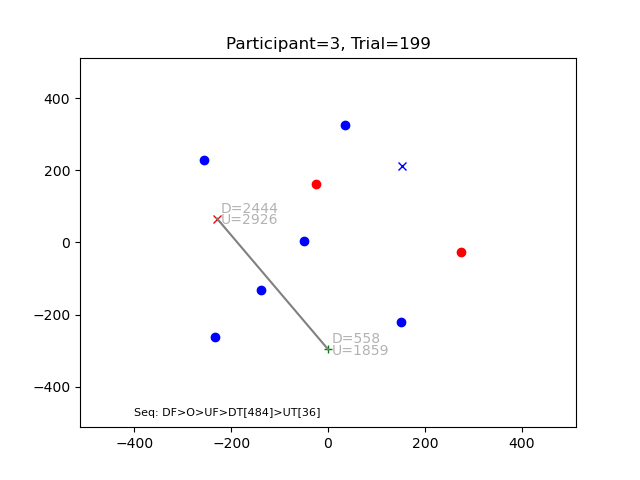 Participant=3, Trial=199
400
200
0
−200
−400
D=2444
U=2926
D=558
U=1859
Seq: DF>O>UF>DT[484]>UT[36]
−400
−200
0
200
400